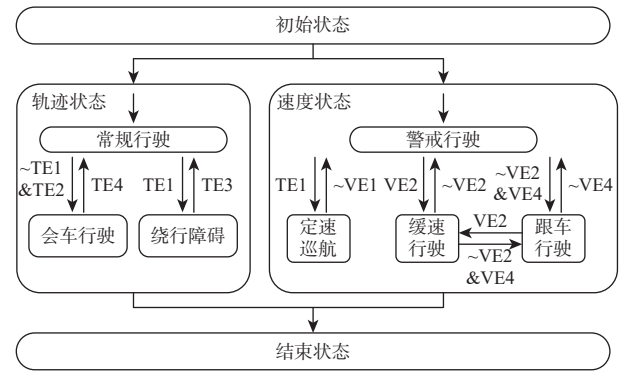 初始状态
轨迹状态
速度状态
常规行驶
警戒行驶
~TE1
&TE2
TE4
TE1
TE3
TE1
~VE1
VE2
~VE2
~VE2
&VE4
~VE4
会车行驶
绕行障碍
定速
巡航
缓速
行驶
VE2
~VE2
&VE4
跟车
行驶
结束状态